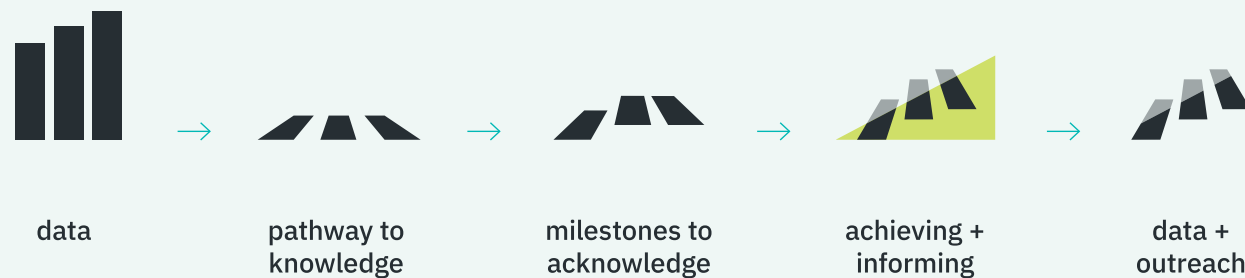 data
pathway to
knowledge
milestones to
acknowledge
achieving +
informing
data +
outreach